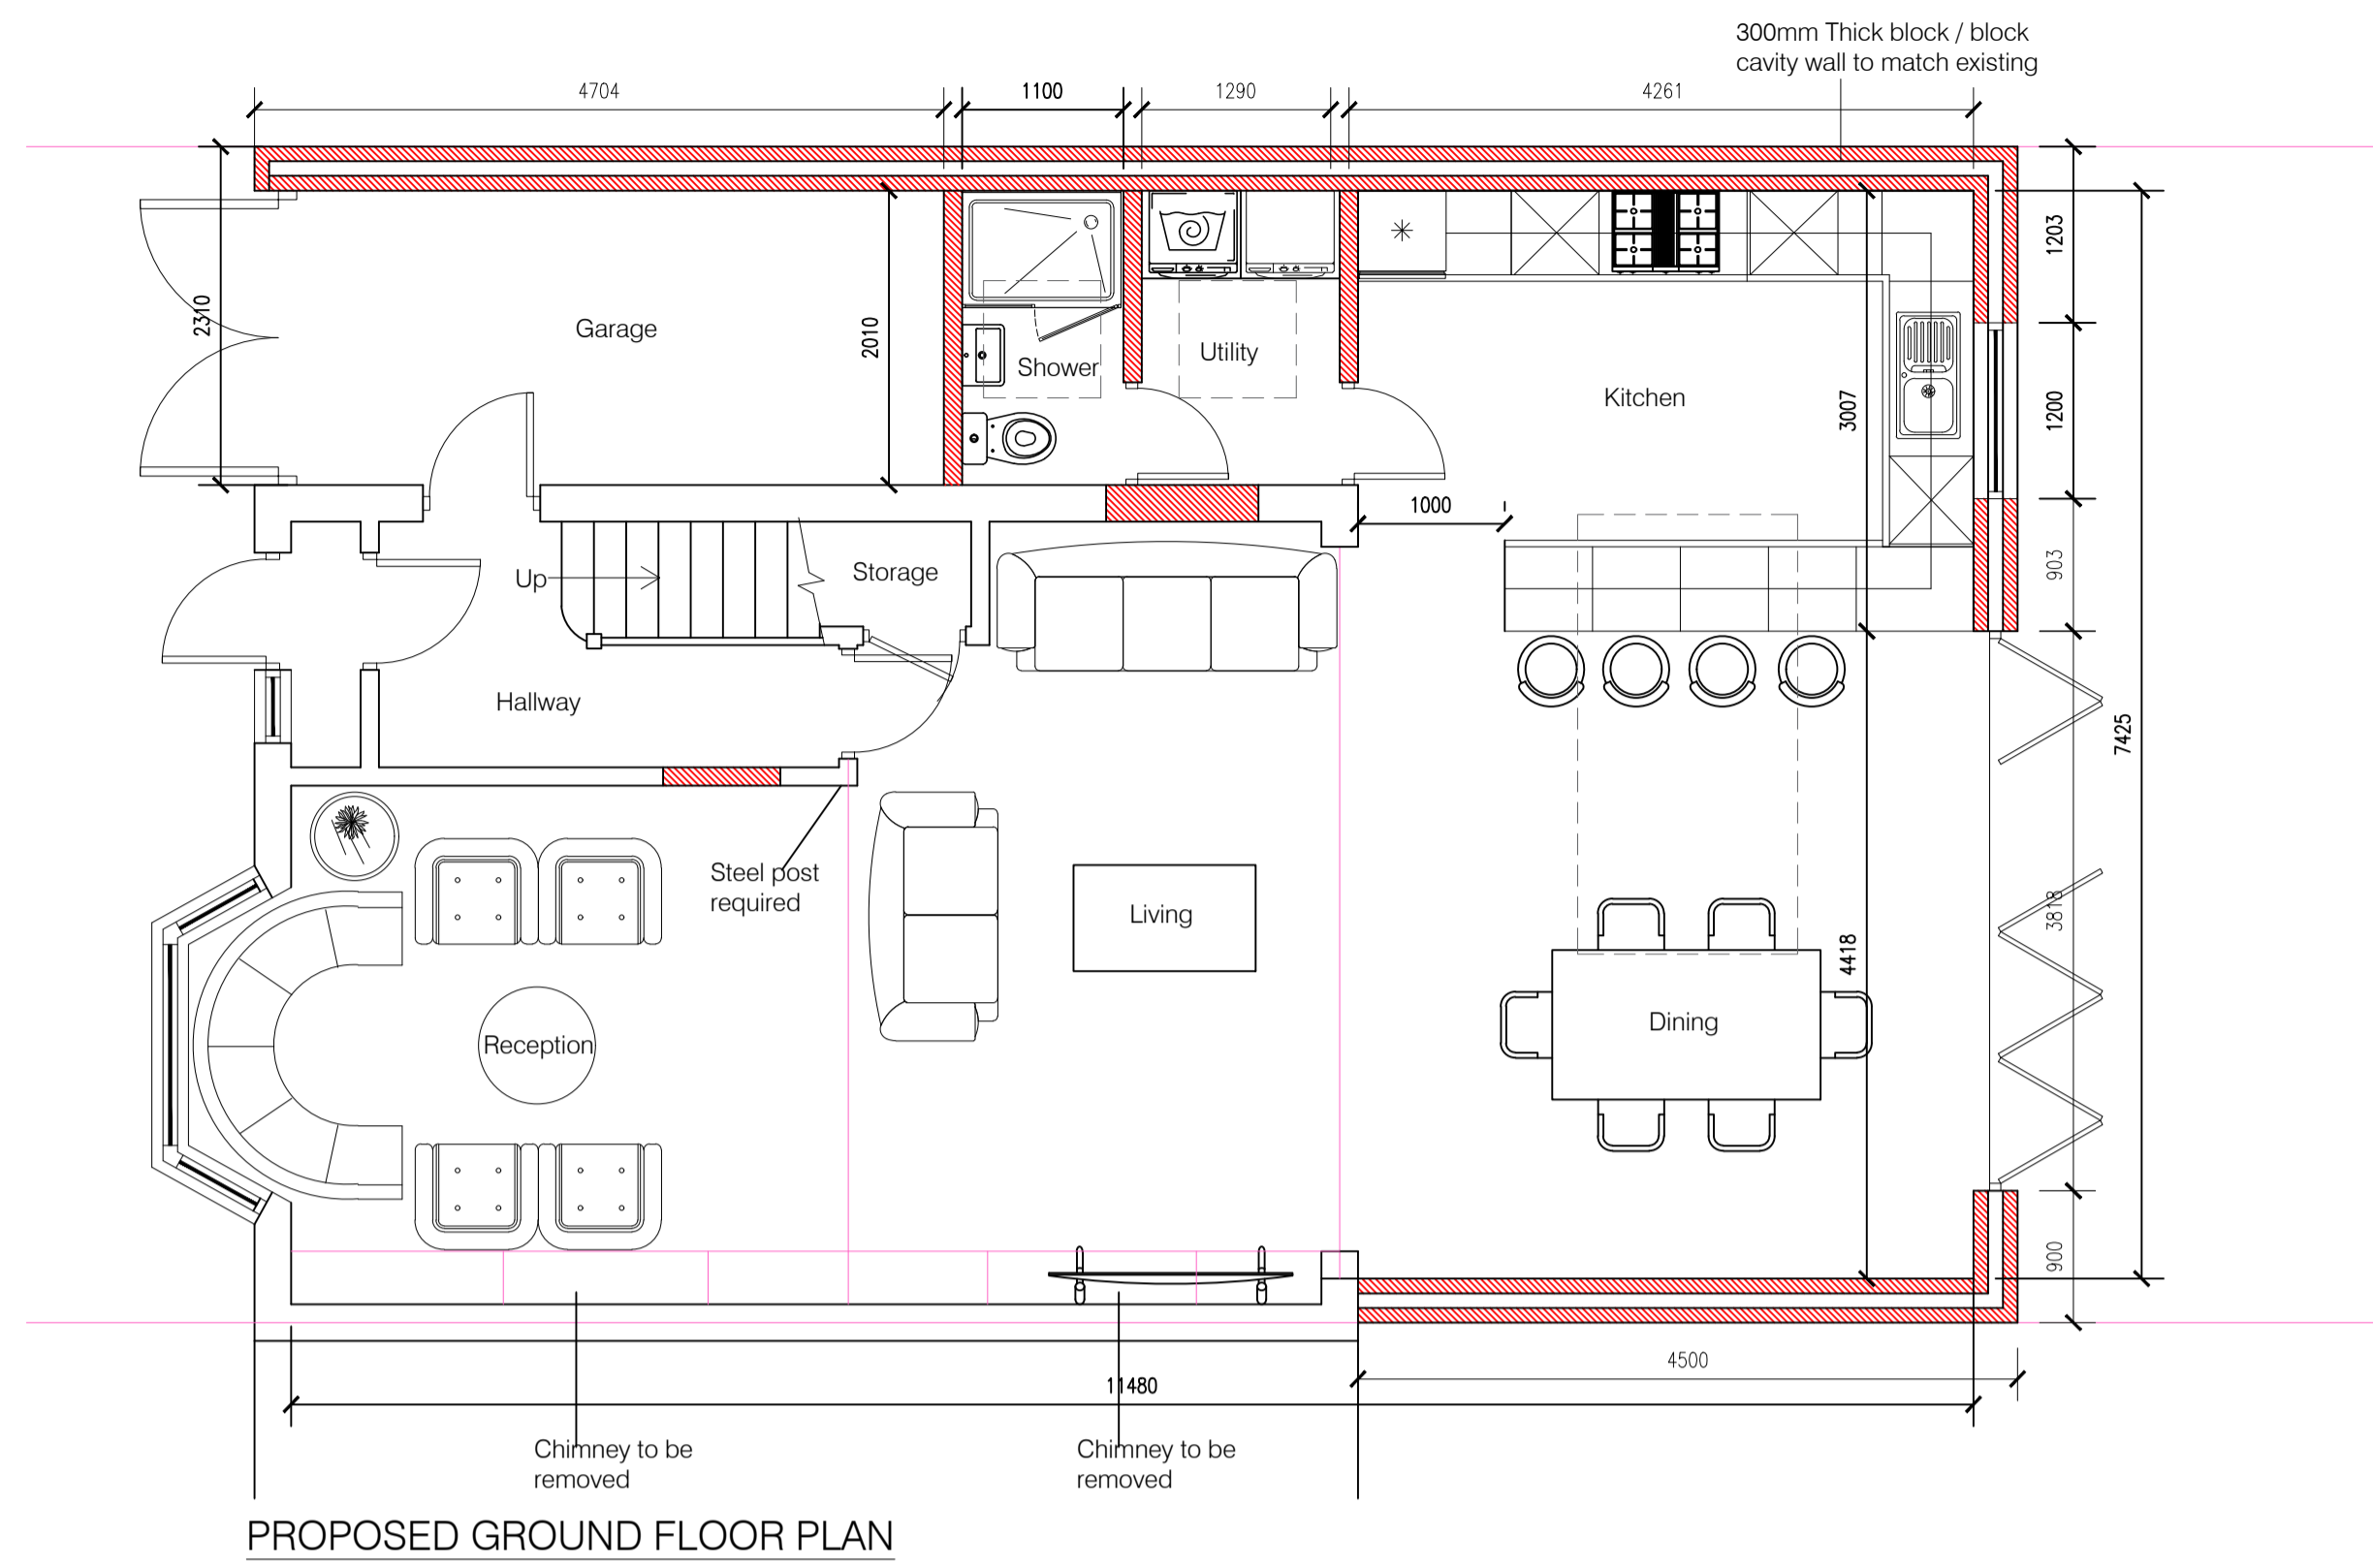 300mm Thick block / block
cavity wall to match existing
4704
1100
1290
4261
2310
2010
Garage
Shower
Utility
Kitchen
3007
1203
1200
903
1000
Up
Storage
Hallway
7425
Steel post
required
Living
3818
4418
Reception
Dining
900
4500
11480
Chimney to be
removed
Chimney to be
removed
PROPOSED GROUND FLOOR PLAN